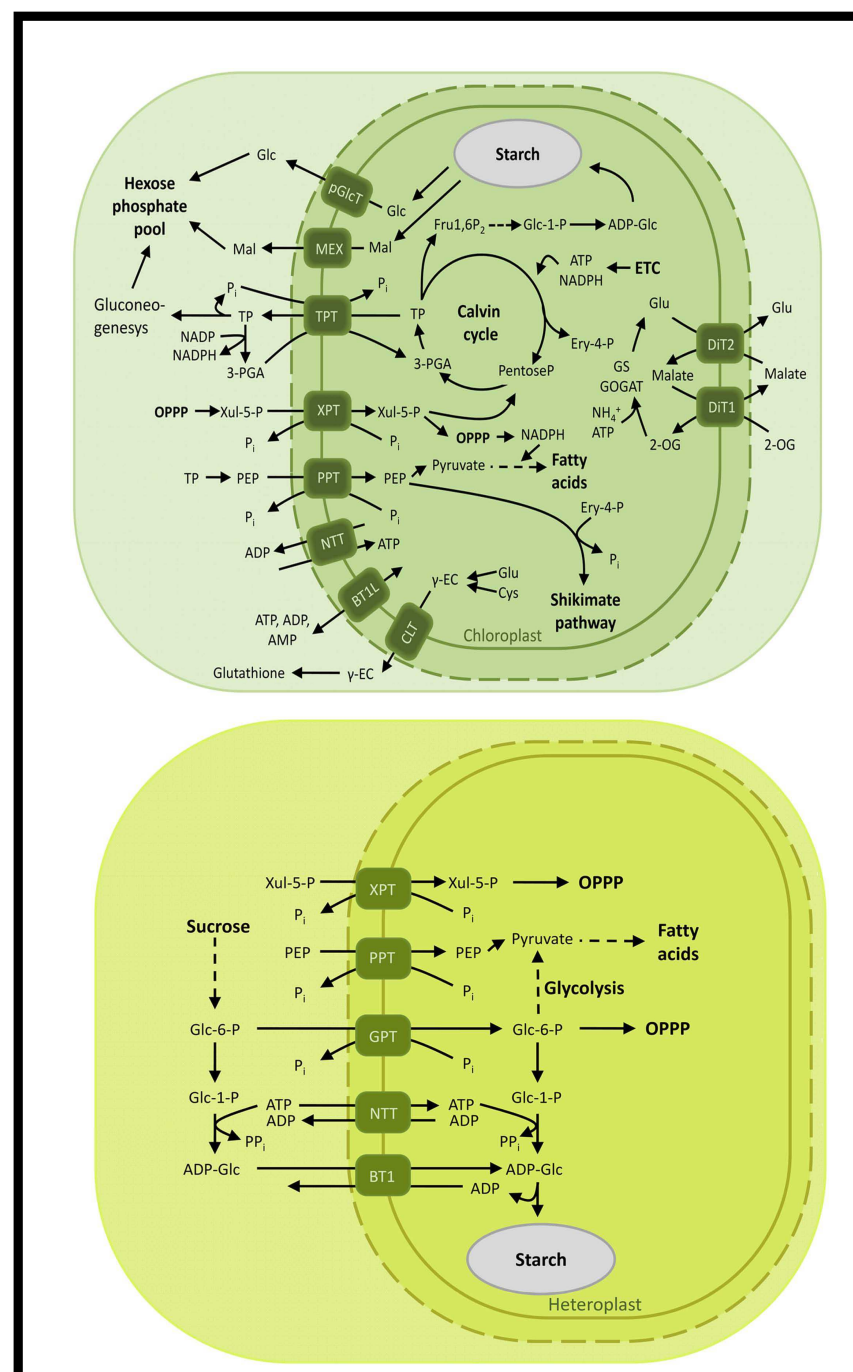 Starch
Glc
pGlcT
Glc
Hexose
phosphate
pool
Fru1,6P₂
Glc-1-P
ADP-Glc
Mal
MEX
Mal
ATP
NADPH
ETC
Pᵢ
Pᵢ
Gluconeo-
genesys
TP
TPT
TP
Calvin
cycle
Glu
Glu
NADP
NADPH
3-PGA
3-PGA
PentoseP
Ery-4-P
DiT2
GS
GOGAT
Malate
Malate
NH₄⁺
ATP
DiT1
2-OG
2-OG
OPPP
Xul-5-P
XPT
Xul-5-P
Pᵢ
Pᵢ
OPPP
NADPH
TP
PEP
PPT
PEP
Pyruvate
Fatty
acids
Pᵢ
Pᵢ
Ery-4-P
Pᵢ
ADP
NTT
ATP
Shikimate
pathway
ATP, ADP,
AMP
BT1L
γ-EC
Glu
Cys
CLT
Chloroplast
Glutathione
γ-EC
Xul-5-P
XPT
Xul-5-P
OPPP
Pᵢ
Pᵢ
Sucrose
PEP
PPT
PEP
Pyruvate
Fatty
acids
Pᵢ
Pᵢ
Glycolysis
Glc-6-P
GPT
Glc-6-P
OPPP
Pᵢ
Pᵢ
Glc-1-P
ATP
ADP
NTT
ATP
ADP
Glc-1-P
PPᵢ
PPᵢ
ADP-Glc
BT1
ADP-Glc
ADP
Starch
Heteroplast